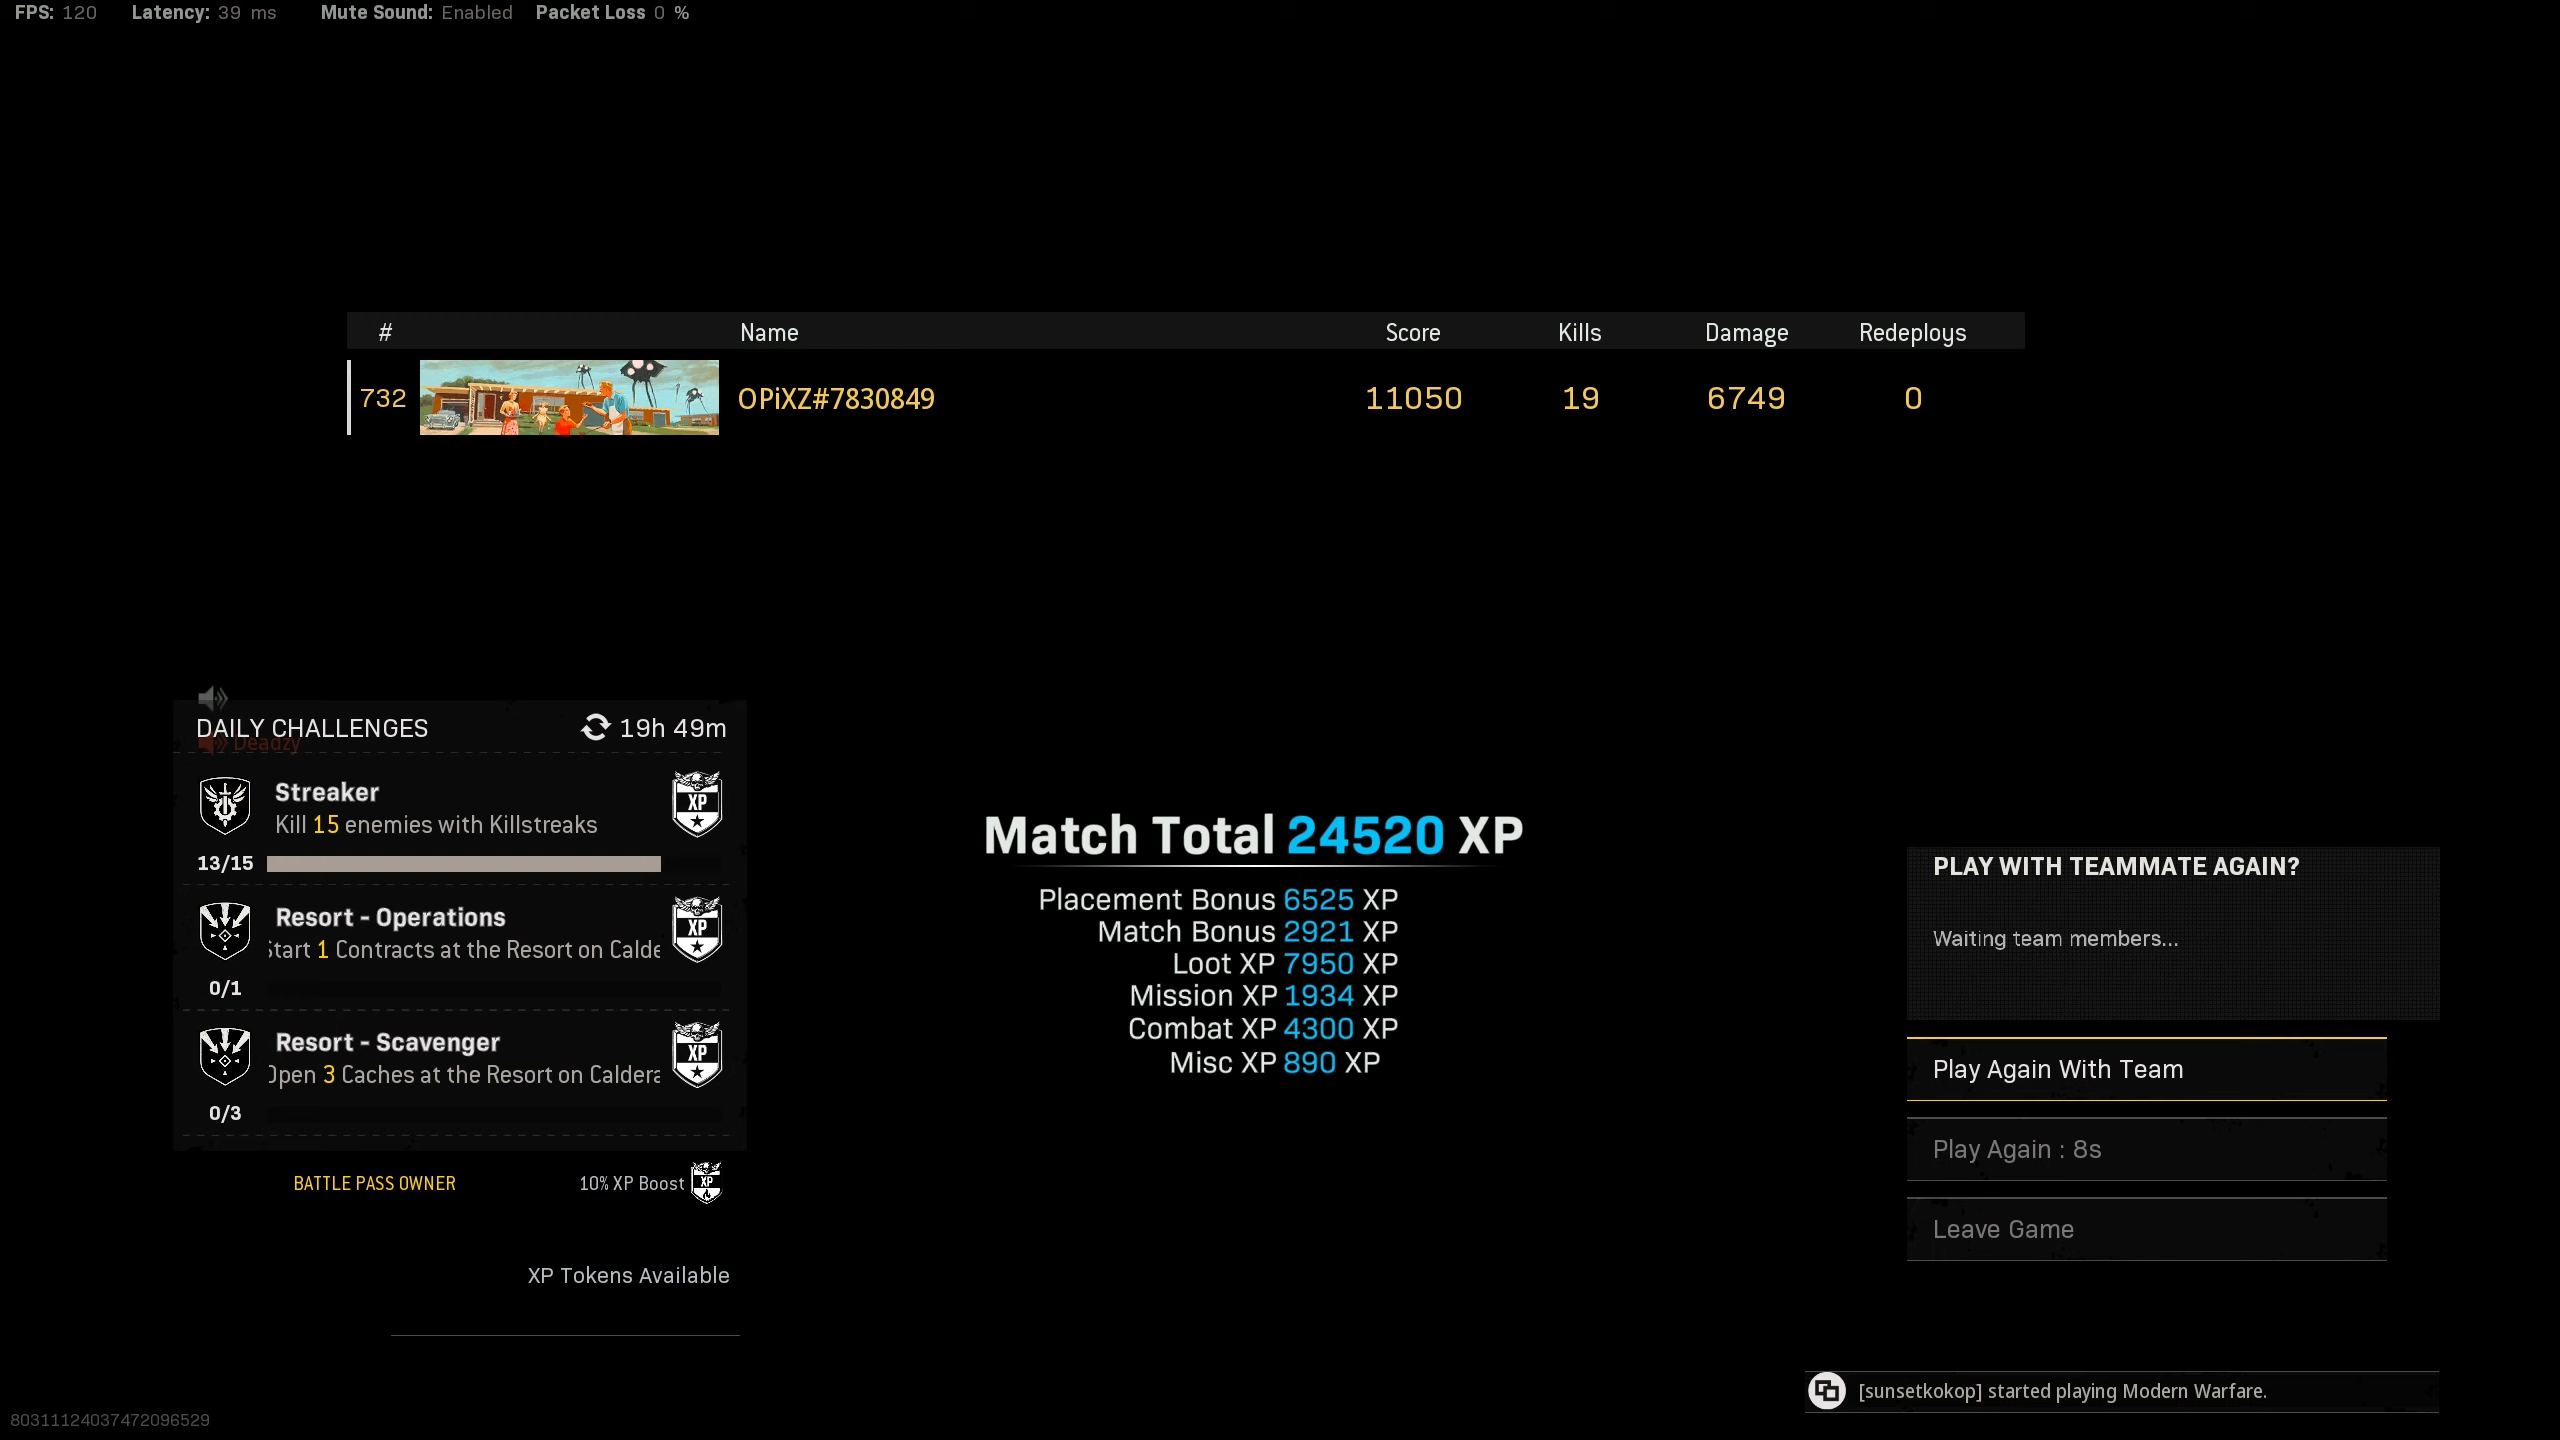 FPS: 120 Latency: 39 ms Mute Sound: Enabled Packet Loss 0 %
# Name Score Kills Damage Redeploys
732 OPiXZ#7830849 11050 19 6749 0
DAILY CHALLENGES 19h 49m
Deadzy
Streaker
Kill 15 enemies with Killstreaks
XP
13/15
Resort - Operations
Start 1 Contracts at the Resort on Calde
XP
0/1
Resort - Scavenger
Open 3 Caches at the Resort on Caldera
XP
0/3
BATTLE PASS OWNER 10% XP Boost XP
XP Tokens Available
Match Total 24520 XP
Placement Bonus 6525 XP
Match Bonus 2921 XP
Loot XP 7950 XP
Mission XP 1934 XP
Combat XP 4300 XP
Misc XP 890 XP
PLAY WITH TEAMMATE AGAIN?
Waiting team members...
Play Again With Team
Play Again : 8s
Leave Game
[sunsetkokop] started playing Modern Warfare.
80311124037472096529